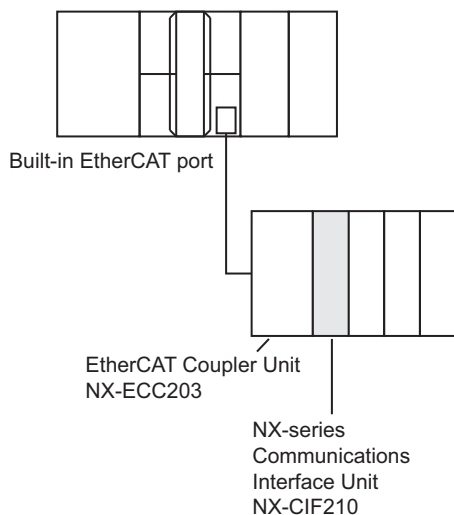 Built-in EtherCAT port
EtherCAT Coupler Unit
NX-ECC203
NX-series
Communications
Interface Unit
NX-CIF210